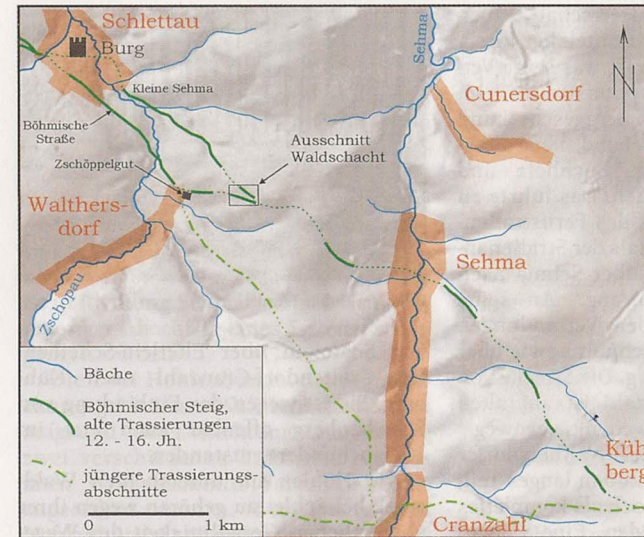 Schlettau
Burg
Sehma
Kleine Sehma
Cunersdorf
Böhmische
Straße
Ausschnitt
Waldschacht
Zschöppelgut
N
Walthers-
dorf
Sehma
Zschopau
Bäche
Böhmischer Steig,
alte Trassierungen
12. - 16. Jh.
Küh
berg
jüngere Trassierungs-
abschnitte
0 1 km
Cranzahl